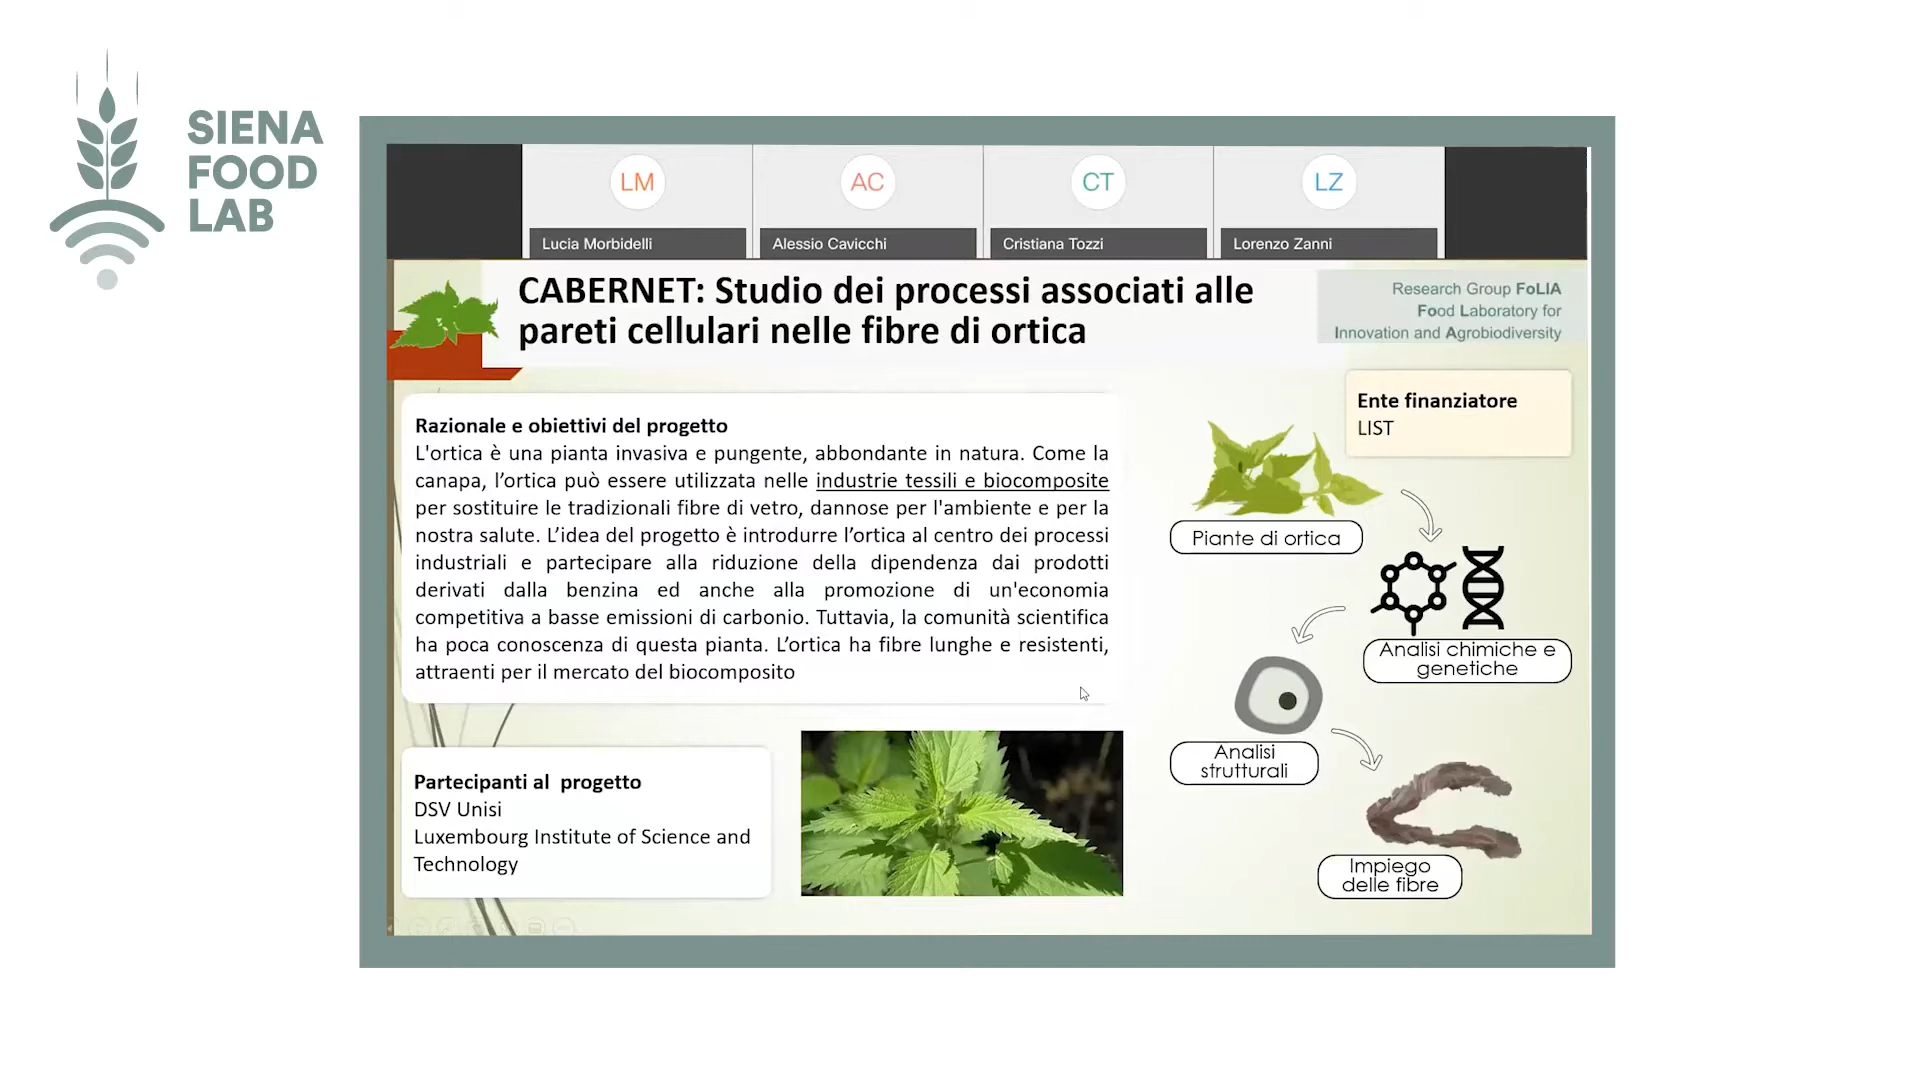 SIENA
FOOD
LAB
LM
AC
CT
LZ
Lucia Morbidelli
Alessio Cavicchi
Cristiana Tozzi
Lorenzo Zanni
CABERNET: Studio dei processi associati alle
pareti cellulari nelle fibre di ortica
Research Group FoLIA
Food Laboratory for
Innovation and Agrobiodiversity
Razionale e obiettivi del progetto
L'ortica è una pianta invasiva e pungente, abbondante in natura. Come la
canapa, l’ortica può essere utilizzata nelle industrie tessili e biocomposite
per sostituire le tradizionali fibre di vetro, dannose per l'ambiente e per la
nostra salute. L’idea del progetto è introdurre l’ortica al centro dei processi
industriali e partecipare alla riduzione della dipendenza dai prodotti
derivati dalla benzina ed anche alla promozione di un'economia
competitiva a basse emissioni di carbonio. Tuttavia, la comunità scientifica
ha poca conoscenza di questa pianta. L’ortica ha fibre lunghe e resistenti,
attraenti per il mercato del biocomposito
Partecipanti al  progetto
DSV Unisi
Luxembourg Institute of Science and
Technology
Ente finanziatore
LIST
Piante di ortica
Analisi chimiche e
genetiche
Analisi
strutturali
Impiego
delle fibre